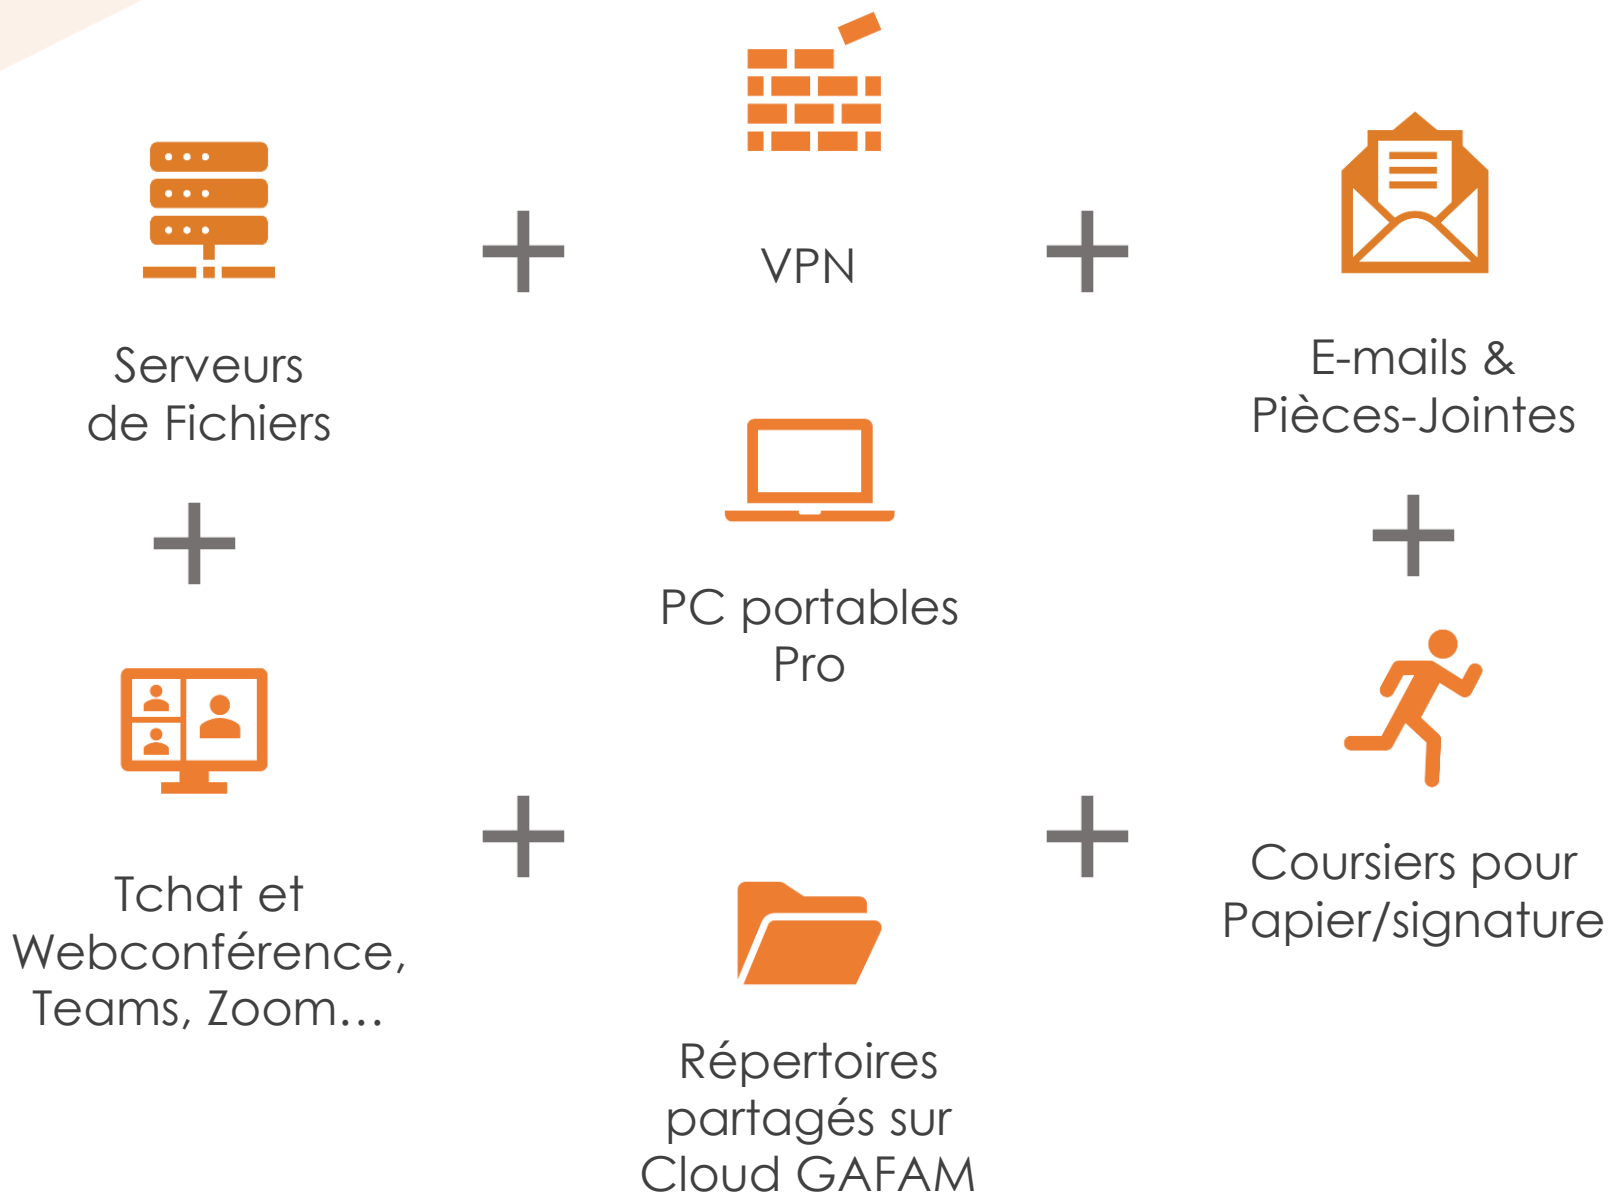 VPN
Serveurs
de Fichiers
E-mails &
Pièces-Jointes
PC portables
Pro
Tchat et
Webconférence,
Teams, Zoom...
Coursiers pour
Papier/signature
Répertoires
partagés sur
Cloud GAFAM